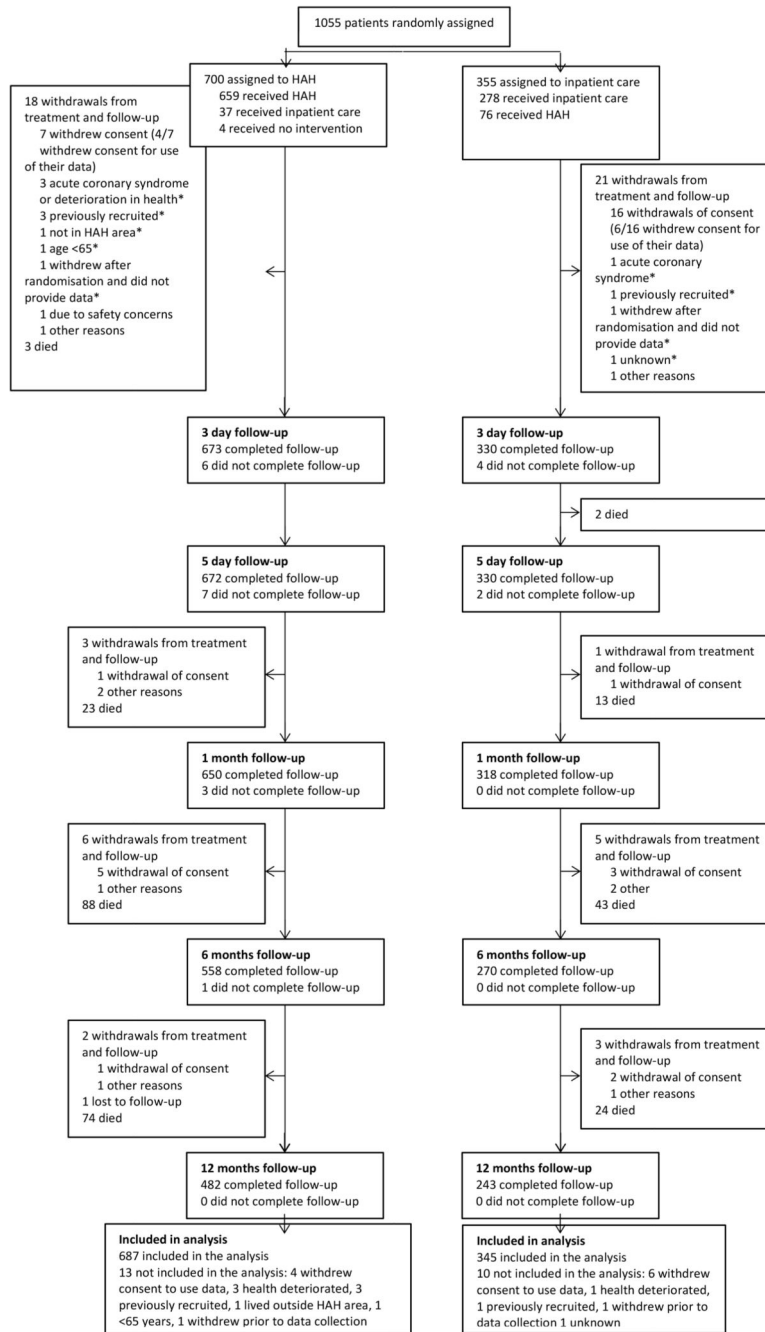 1055 patients randomly assigned
700 assigned to HAH
659 received HAH
37 received inpatient care
4 received no intervention
355 assigned to inpatient care
278 received inpatient care
76 received HAH
18 withdrawals from
treatment and follow-up
7 withdrew consent (4/7
withdrew consent for use
of their data)
3 acute coronary syndrome
or deterioration in health*
3 previously recruited*
1 not in HAH area*
1 age <65*
1 withdrew after
randomisation and did not
provide data*
1 due to safety concerns
1 other reasons
3 died
21 withdrawals from
treatment and follow-up
16 withdrawals of consent
(6/16 withdrew consent for
use of their data)
1 acute coronary
syndrome*
1 previously recruited*
1 withdrew after
randomisation and did not
provide data*
1 unknown*
1 other reasons
3 day follow-up
673 completed follow-up
6 did not complete follow-up
3 day follow-up
330 completed follow-up
4 did not complete follow-up
2 died
5 day follow-up
672 completed follow-up
7 did not complete follow-up
5 day follow-up
330 completed follow-up
2 did not complete follow-up
3 withdrawals from treatment
and follow-up
1 withdrawal of consent
2 other reasons
23 died
1 withdrawal from treatment
and follow-up
1 withdrawal of consent
13 died
1 month follow-up
650 completed follow-up
3 did not complete follow-up
1 month follow-up
318 completed follow-up
0 did not complete follow-up
6 withdrawals from treatment
and follow-up
5 withdrawal of consent
1 other reasons
88 died
5 withdrawals from treatment
and follow-up
3 withdrawal of consent
2 other
43 died
6 months follow-up
558 completed follow-up
1 did not complete follow-up
6 months follow-up
270 completed follow-up
0 did not complete follow-up
2 withdrawals from treatment
and follow-up
1 withdrawal of consent
1 other reasons
1 lost to follow-up
74 died
3 withdrawals from treatment
and follow-up
2 withdrawal of consent
1 other reasons
24 died
12 months follow-up
482 completed follow-up
0 did not complete follow-up
12 months follow-up
243 completed follow-up
0 did not complete follow-up
Included in analysis
687 included in the analysis
13 not included in the analysis: 4 withdrew
consent to use data, 3 health deteriorated, 3
previously recruited, 1 lived outside HAH area, 1
<65 years, 1 withdrew prior to data collection
Included in analysis
345 included in the analysis
10 not included in the analysis: 6 withdrew
consent to use data, 1 health deteriorated,
1 previously recruited, 1 withdrew prior to
data collection 1 unknown